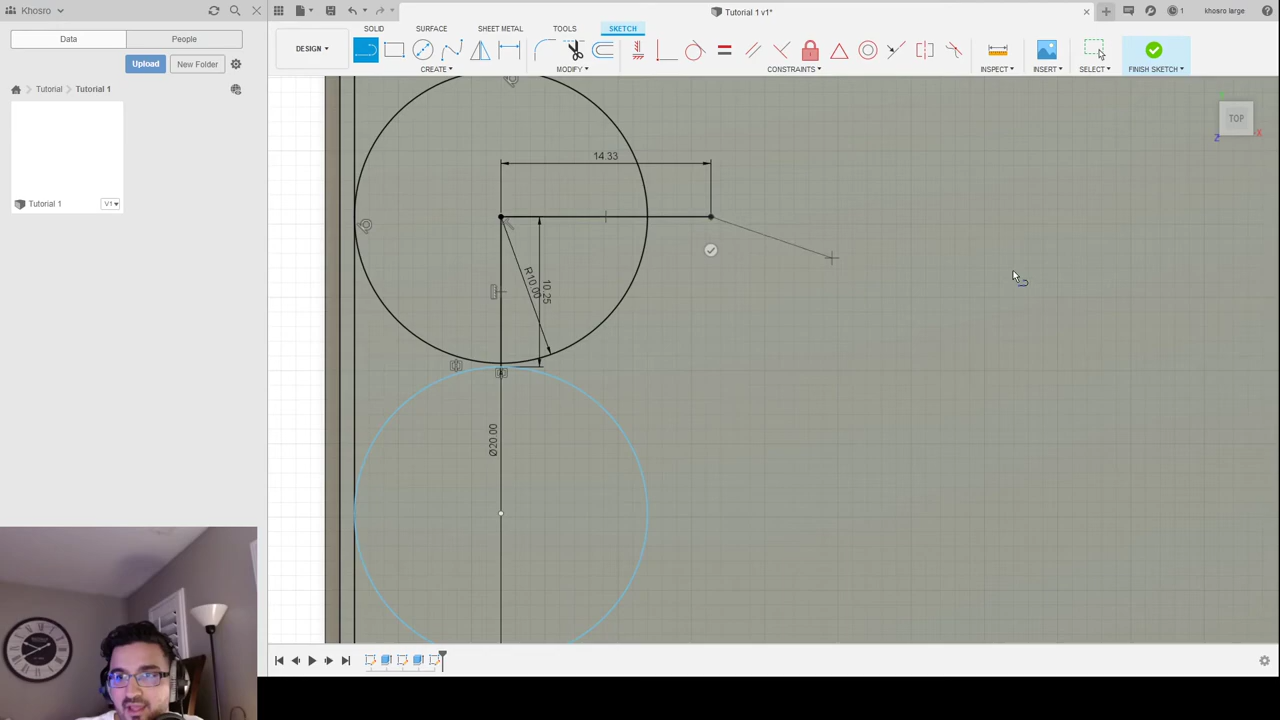 Khosro
Tutorial 1 v1*
1
khosro large
Data
People
SOLID
SURFACE
SHEET METAL
TOOLS
SKETCH
DESIGN
Upload
New Folder
CREATE
MODIFY
CONSTRAINTS
INSPECT
INSERT
SELECT
FINISH SKETCH
Tutorial
Tutorial 1
TOP
X
Z
14.33
Tutorial 1
V1
R10.00
10.25
Ø20.00